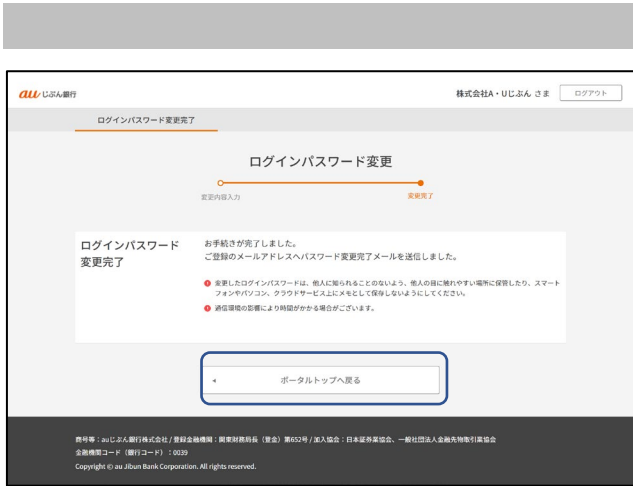 au じぶん銀行
株式会社A・Uじぶん さま
ログアウト
ログインパスワード変更完了
ログインパスワード変更
変更内容入力
変更完了
ログインパスワード
変更完了
お手続きが完了しました。
ご登録のメールアドレスへパスワード変更完了メールを送信しました。
変更したログインパスワードは、他人に知られることのないよう、他人の目に触れやすい場所に保管したり、スマート
フォンやパソコン、クラウドサービス上にメモとして保存しないようにしてください。
通信環境の影響により時間がかかる場合がございます。
ポータルトップへ戻る
商号等：auじぶん銀行株式会社 / 登録金融機関：関東財務局長（登金）第652号 / 加入協会：日本証券業協会、一般社団法人金融先物取引業協会
金融機関コード（銀行コード）：0039
Copyright © au Jibun Bank Corporation. All rights reserved.